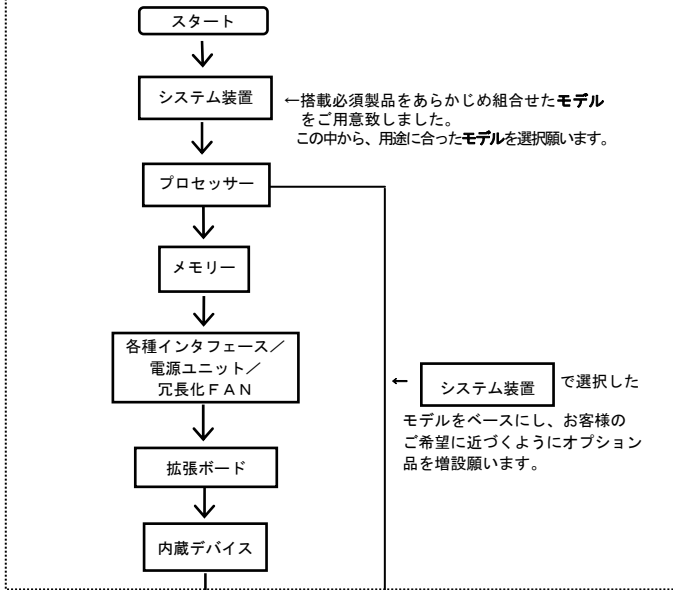 スタート
システム装置
←搭載必須製品をあらかじめ組合せたモデル
をご用意致しました。
この中から、用途に合ったモデルを選択願います。
プロセッサー
メモリー
各種インタフェース／
電源ユニット／
冗長化ＦＡＮ
← システム装置 で選択した
モデルをベースにし、お客様の
ご希望に近づくようにオプション
品を増設願います。
拡張ボード
内蔵デバイス